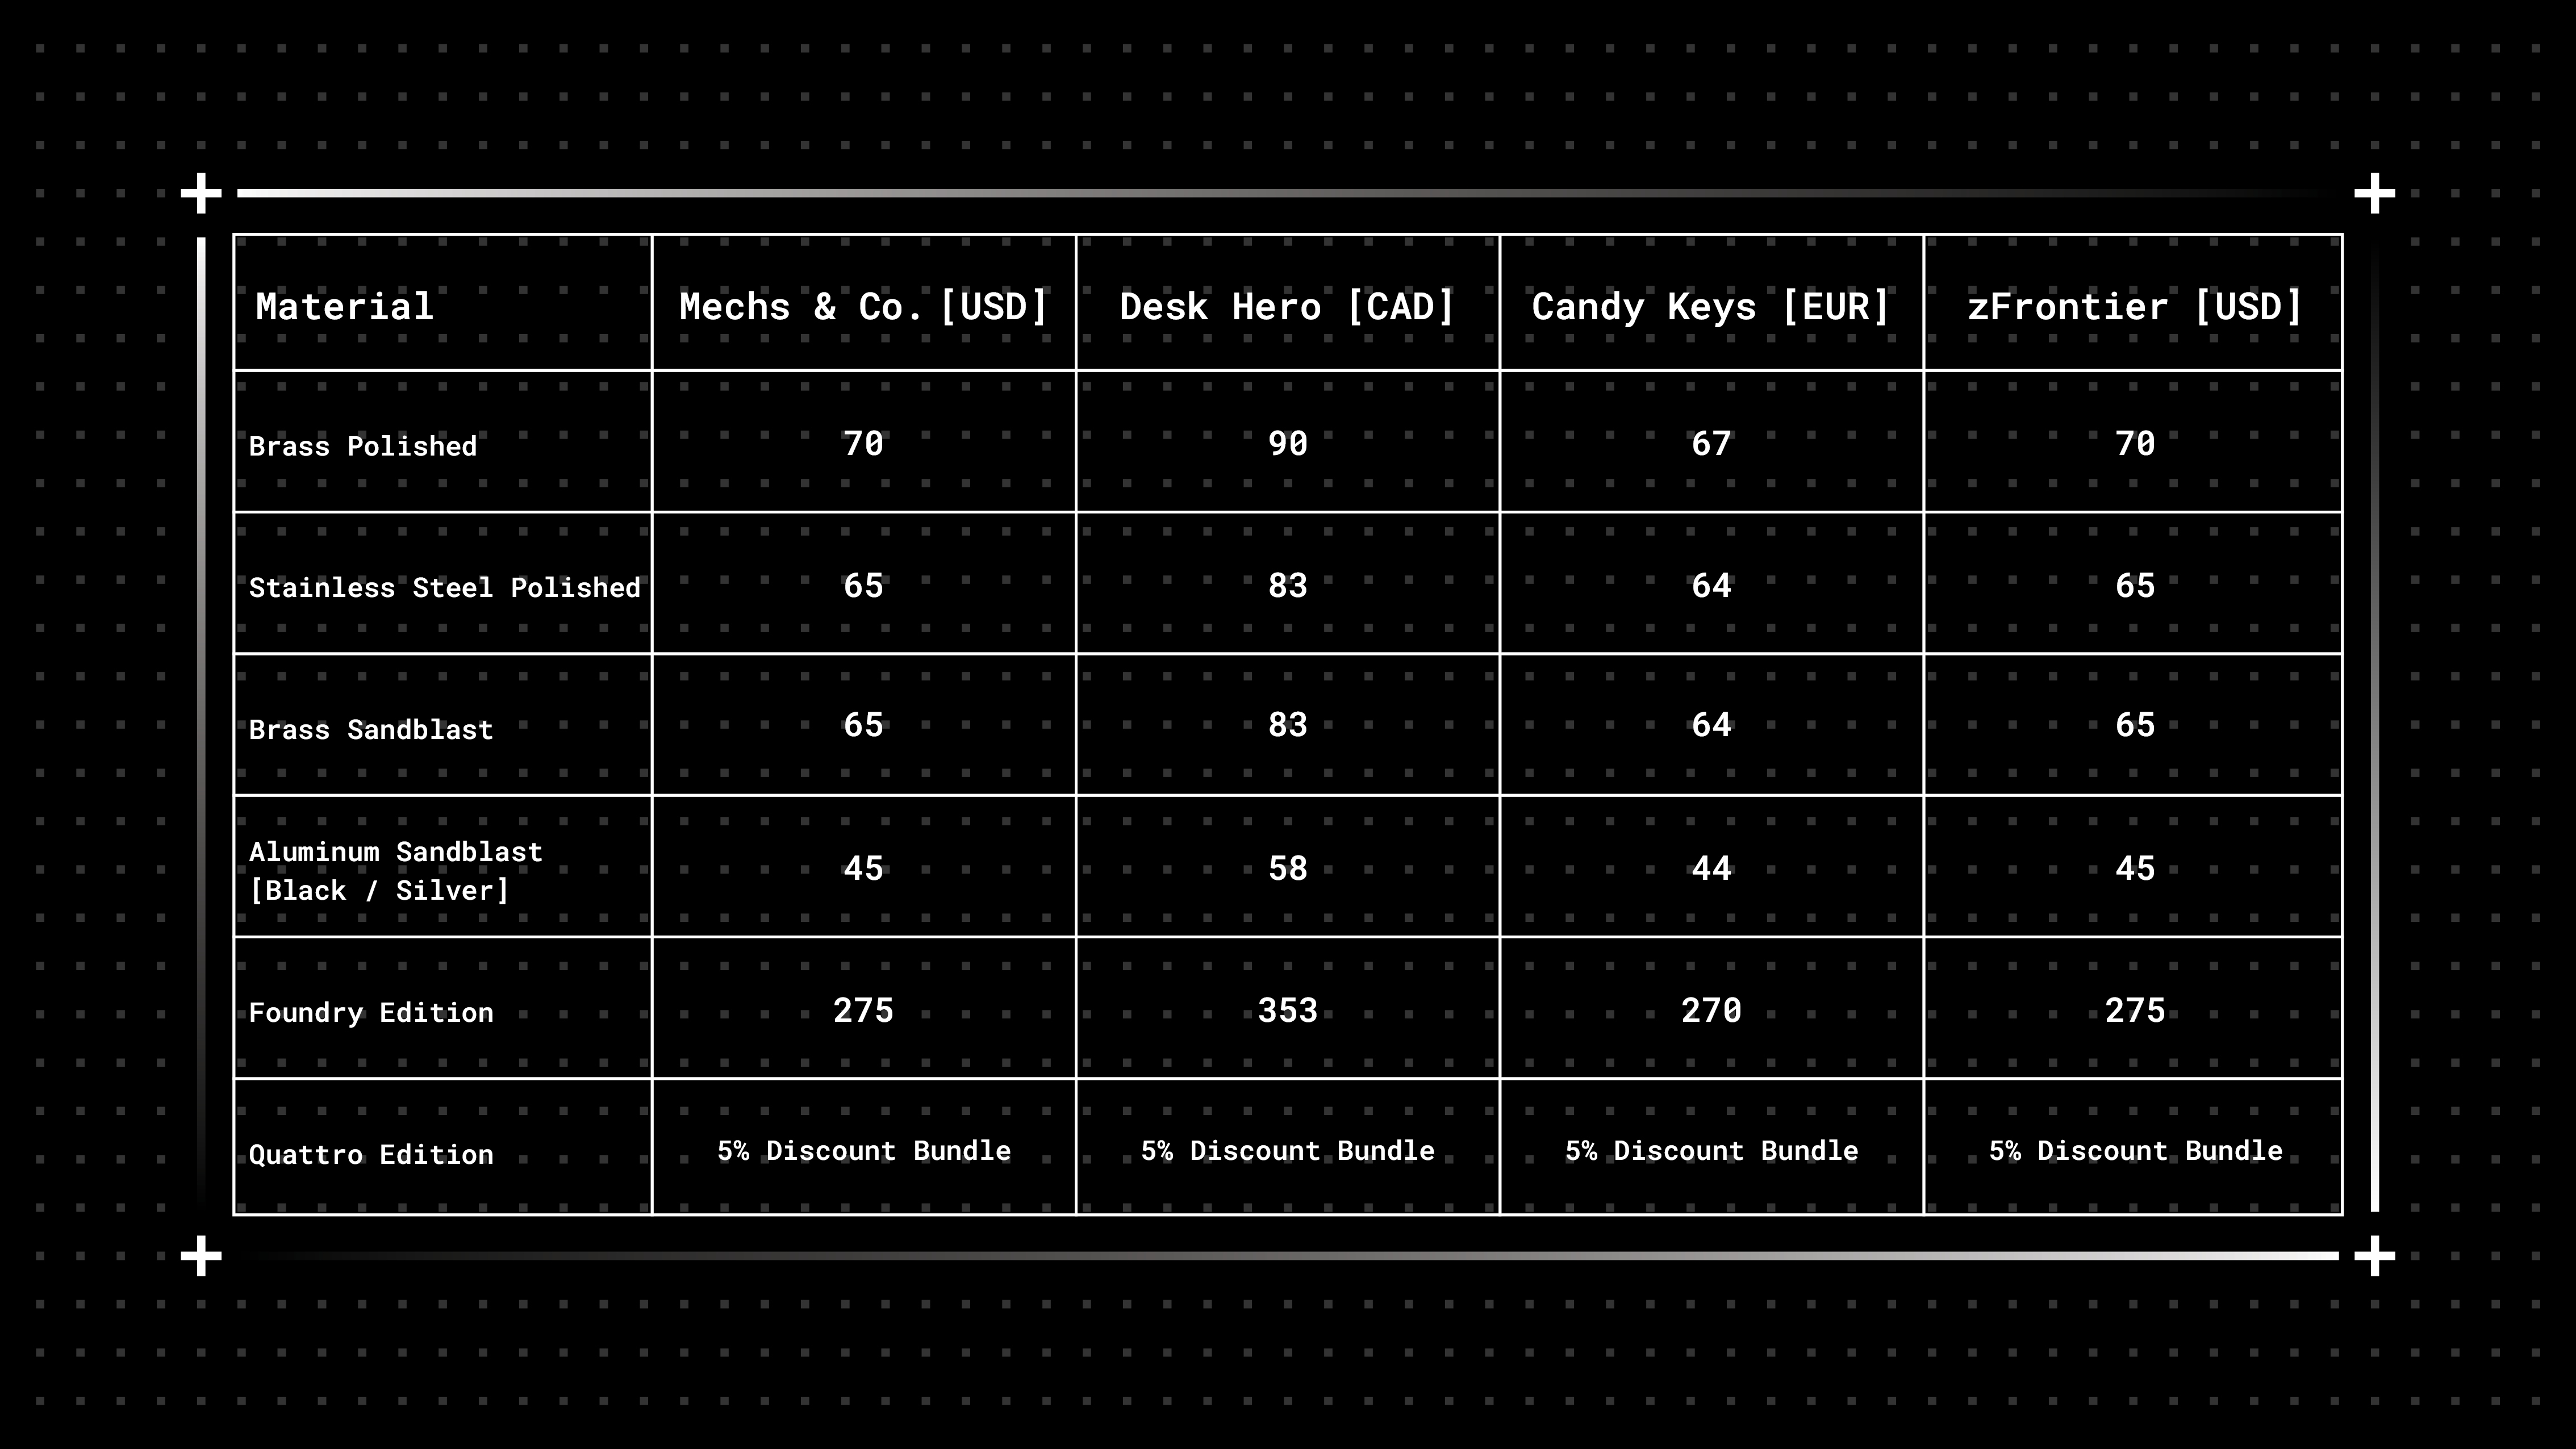 Material Mechs & Co. [USD] Desk Hero [CAD] Candy Keys [EUR] zFrontier [USD]
Brass Polished 70 90 67 70
Stainless Steel Polished 65 83 64 65
Brass Sandblast 65 83 64 65
Aluminum Sandblast
[Black / Silver] 45 58 44 45
Foundry Edition 275 353 270 275
Quattro Edition 5% Discount Bundle 5% Discount Bundle 5% Discount Bundle 5% Discount Bundle